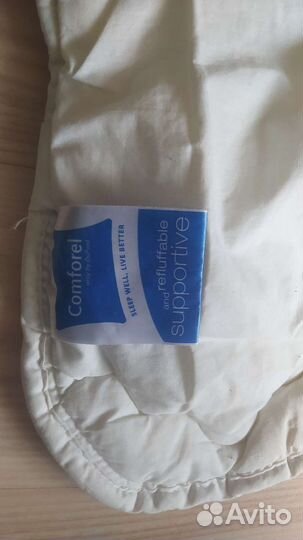 Comforel
SLEEP WELL, LIVE BETTER
and refluffable
supportive
Avito